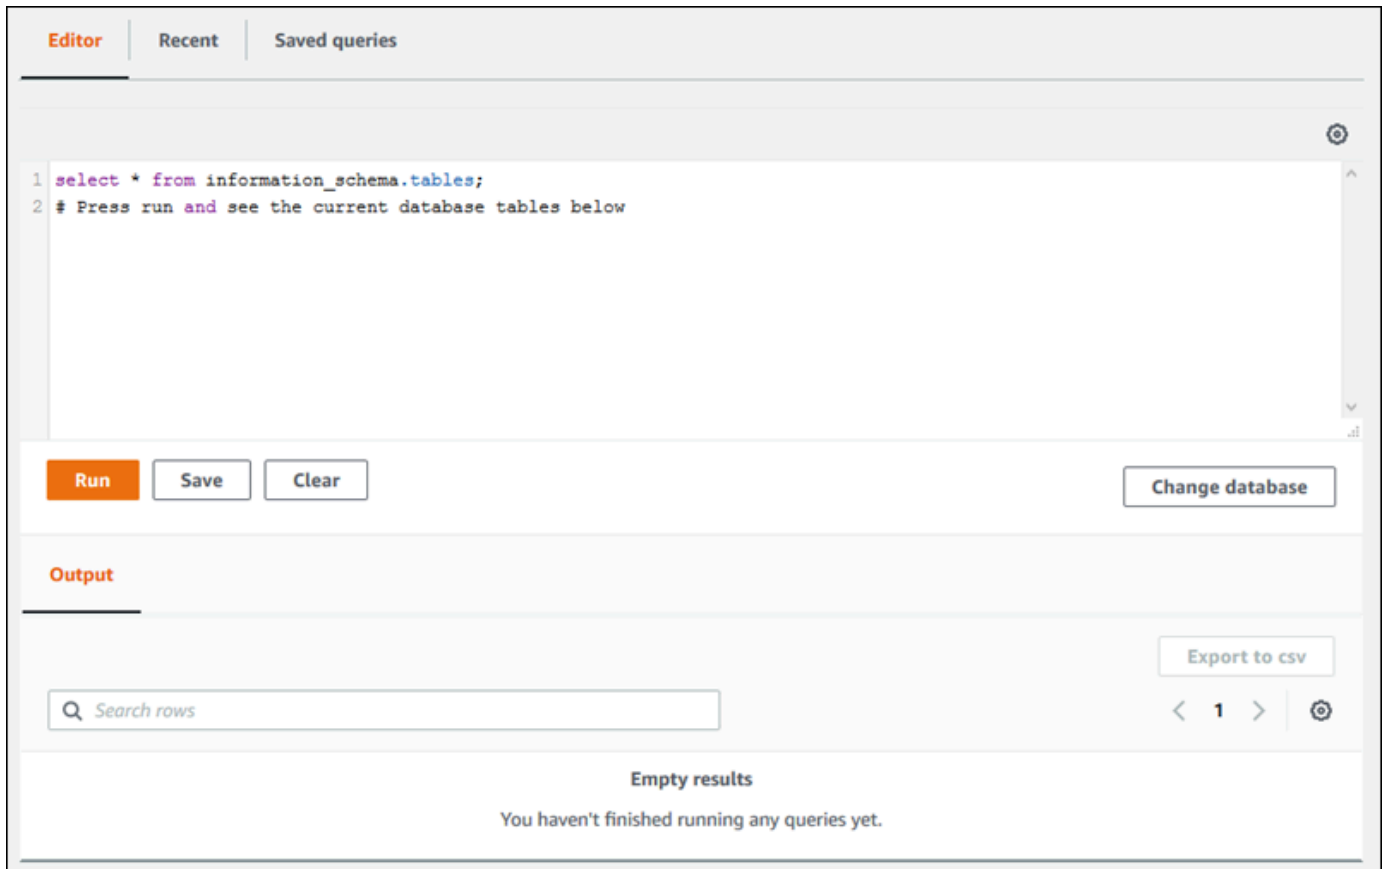 Editor Recent Saved queries
1 select * from information_schema.tables;
2 # Press run and see the current database tables below
Run Save Clear Change database
Output
Export to csv
Search rows 1
Empty results
You haven't finished running any queries yet.